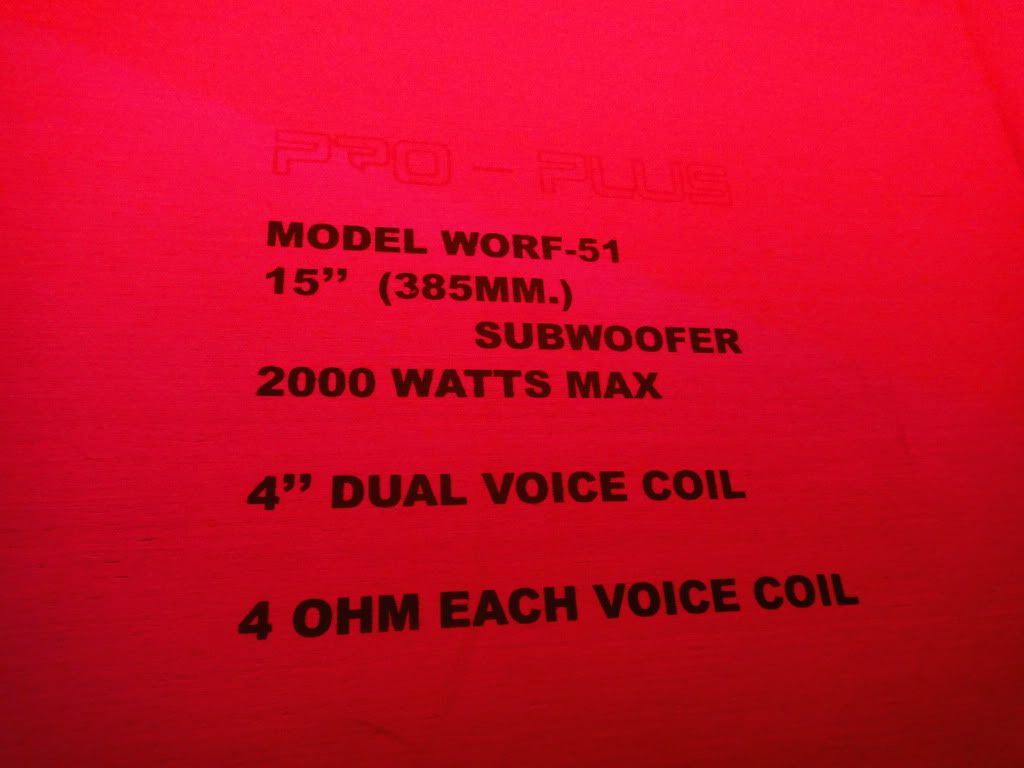 PRO - PLUS
MODEL WORF-51
15” (385MM.)
SUBWOOFER
2000 WATTS MAX
4” DUAL VOICE COIL
4 OHM EACH VOICE COIL